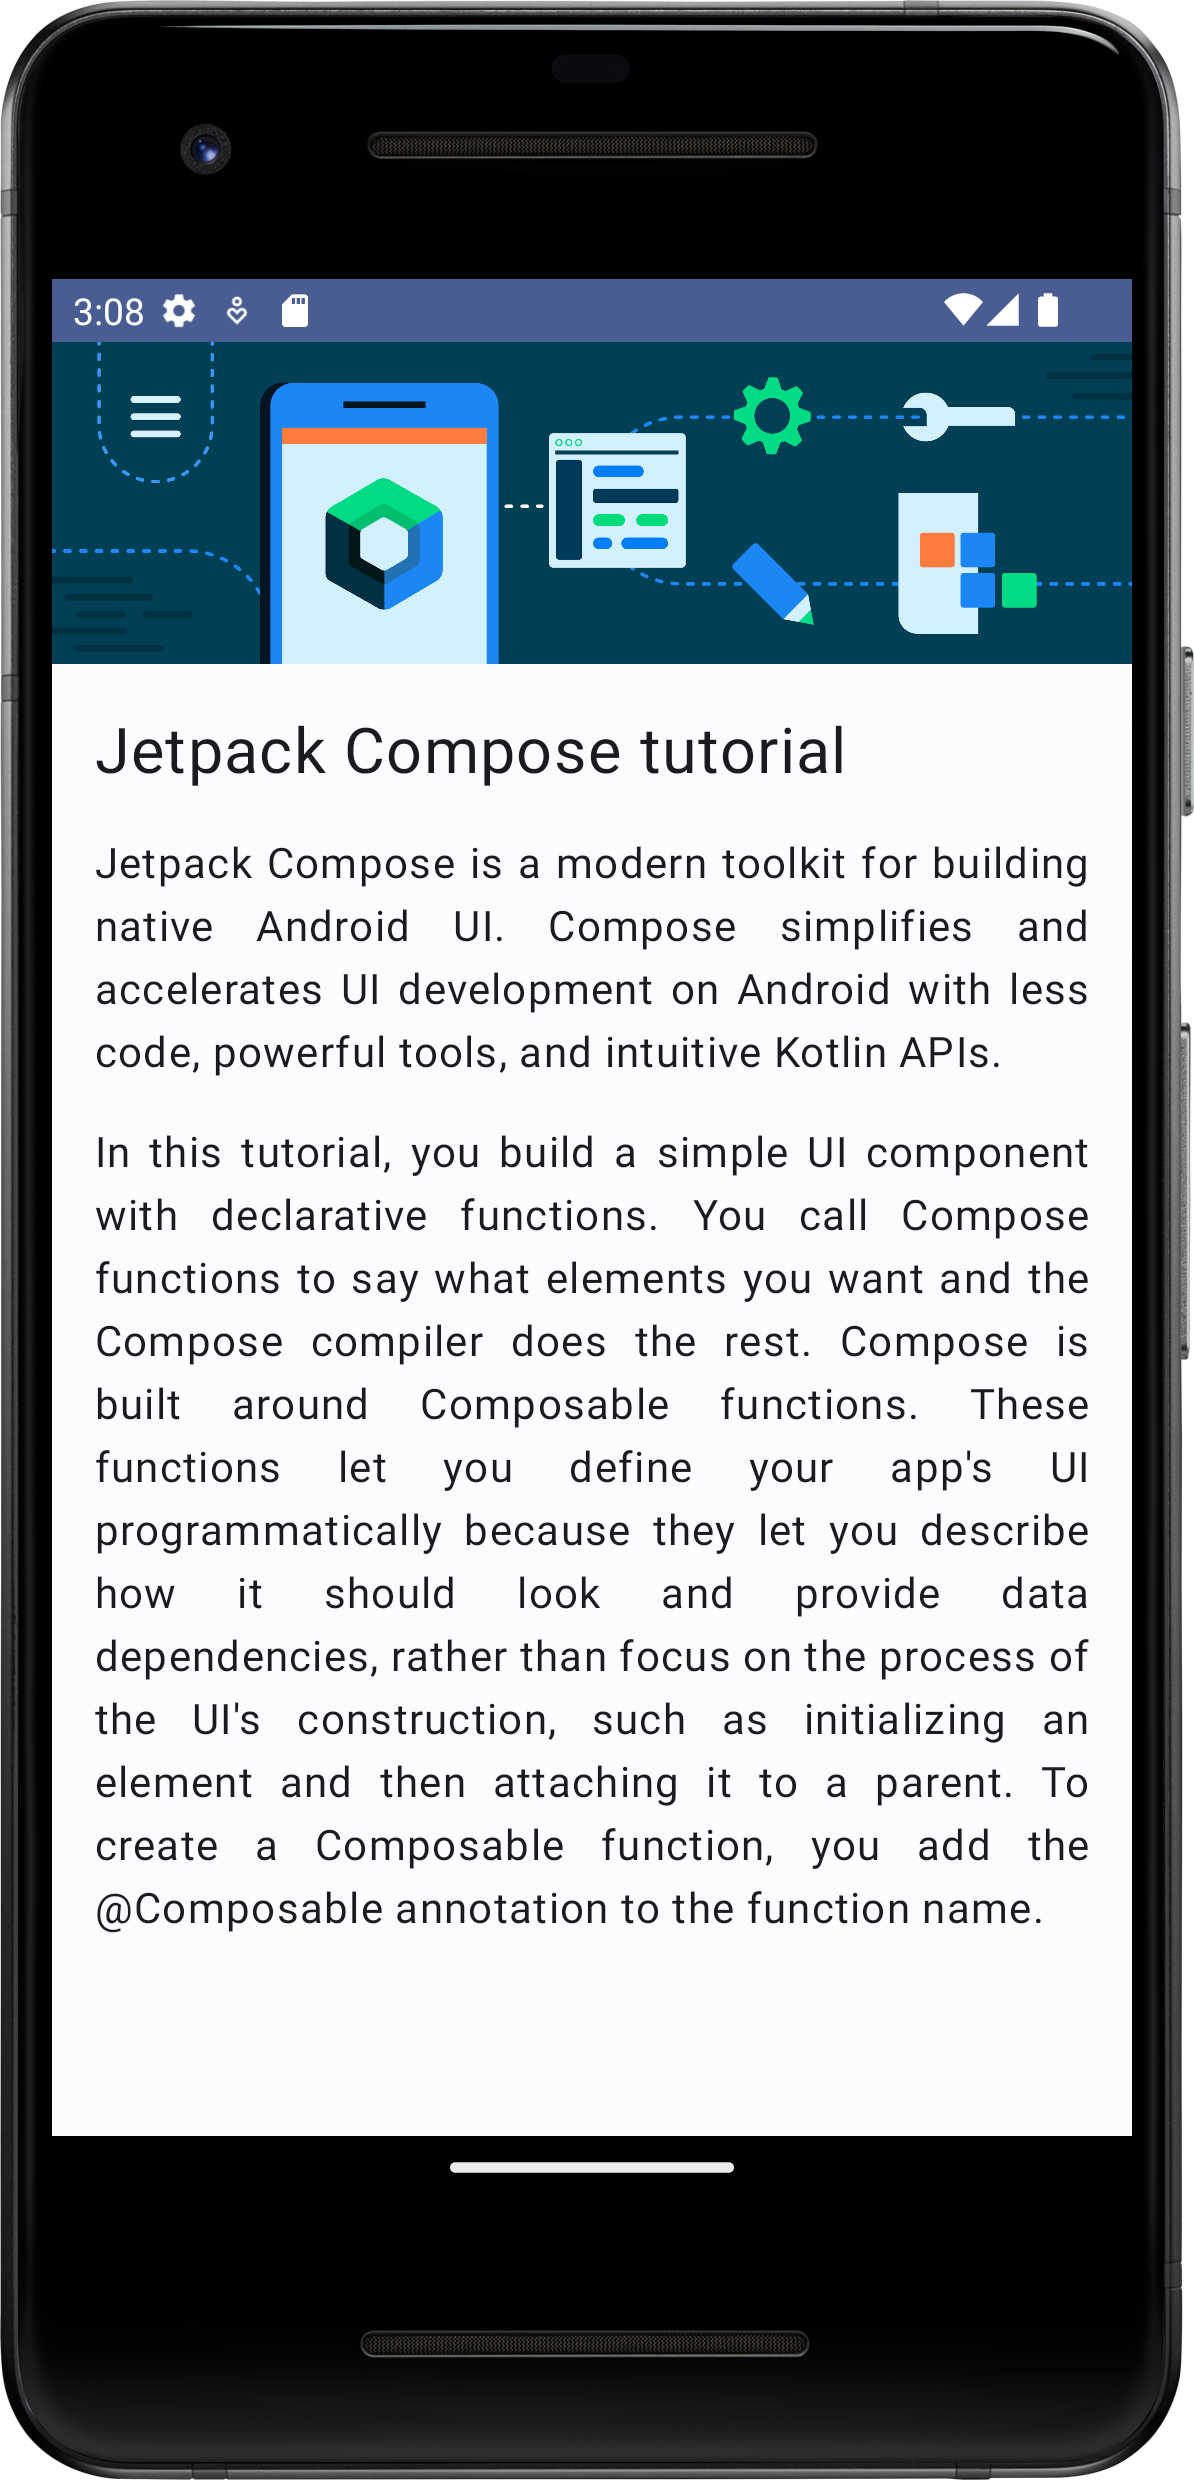 3:08
Jetpack Compose tutorial
Jetpack Compose is a modern toolkit for building
native Android UI. Compose simplifies and
accelerates UI development on Android with less
code, powerful tools, and intuitive Kotlin APIs.
In this tutorial, you build a simple UI component
with declarative functions. You call Compose
functions to say what elements you want and the
Compose compiler does the rest. Compose is
built around Composable functions. These
functions let you define your app's UI
programmatically because they let you describe
how it should look and provide data
dependencies, rather than focus on the process of
the UI's construction, such as initializing an
element and then attaching it to a parent. To
create a Composable function, you add the
@Composable annotation to the function name.